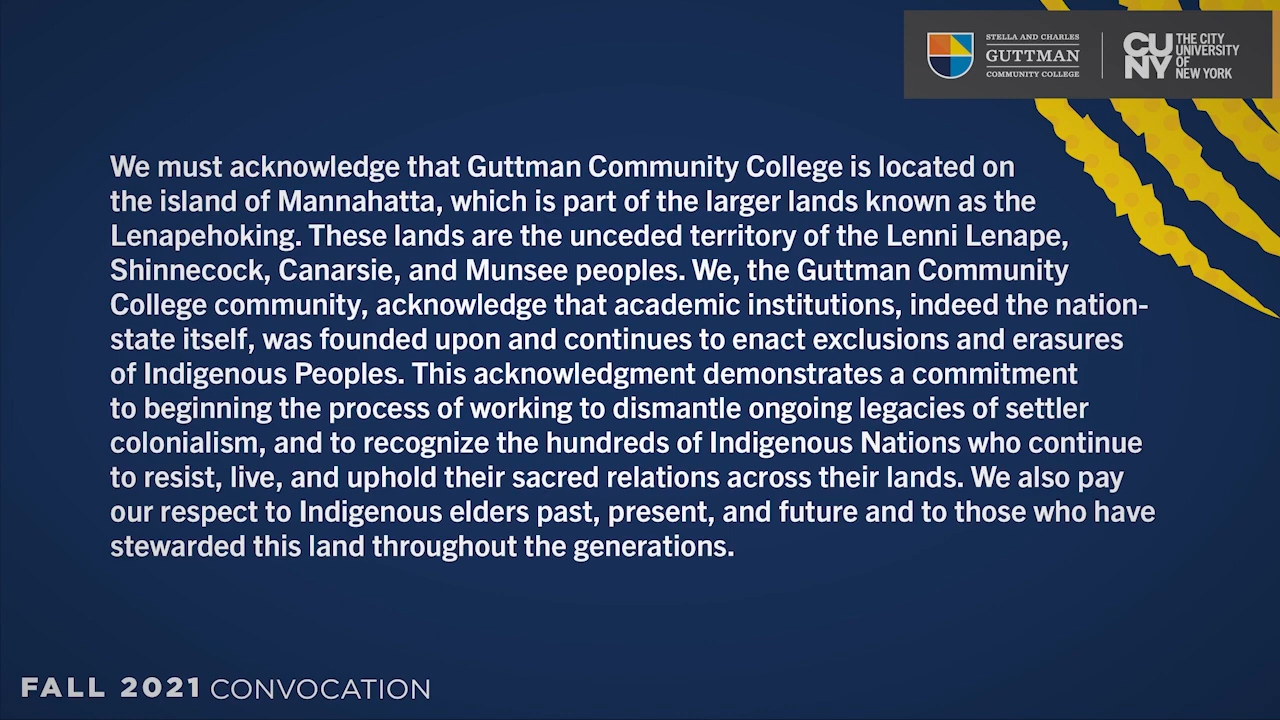 STELLA AND CHARLES
GUTTMAN
COMMUNITY COLLEGE
CU
NY
THE CITY
UNIVERSITY
OF
NEW YORK
We must acknowledge that Guttman Community College is located on
the island of Mannahatta, which is part of the larger lands known as the
Lenapehoking. These lands are the unceded territory of the Lenni Lenape,
Shinnecock, Canarsie, and Munsee peoples. We, the Guttman Community
College community, acknowledge that academic institutions, indeed the nation-
state itself, was founded upon and continues to enact exclusions and erasures
of Indigenous Peoples. This acknowledgment demonstrates a commitment
to beginning the process of working to dismantle ongoing legacies of settler
colonialism, and to recognize the hundreds of Indigenous Nations who continue
to resist, live, and uphold their sacred relations across their lands. We also pay
our respect to Indigenous elders past, present, and future and to those who have
stewarded this land throughout the generations.
FALL 2021 CONVOCATION